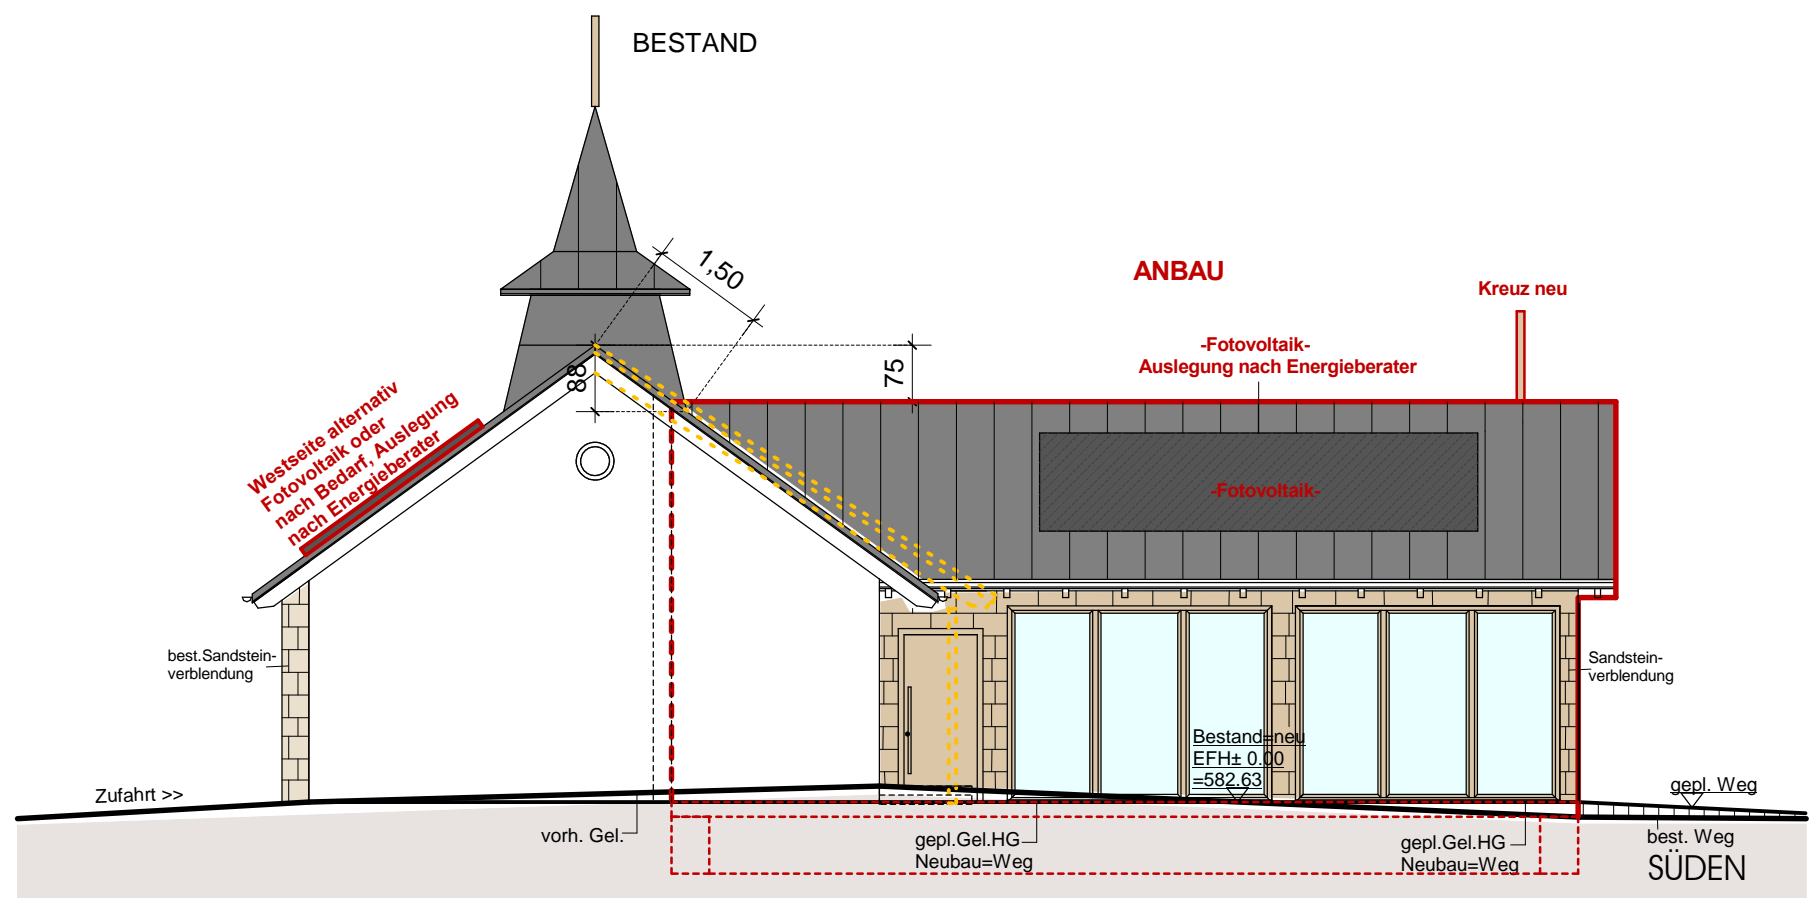 BESTAND
1,50
ANBAU
Kreuz neu
88
75
-Fotovoltaik-
Auslegung nach Energieberater
Westseite alternativ
Fotovoltaik oder
nach Bedarf, Auslegung
nach Energieberater
-Fotovoltaik-
best.Sandstein-
verblendung
Sandstein-
verblendung
Bestand=neu
EFH± 0.00
=582.63
Zufahrt >>
gepl. Weg
vorh. Gel.
gepl.Gel.HG
Neubau=Weg
gepl.Gel.HG
Neubau=Weg
best. Weg
SÜDEN